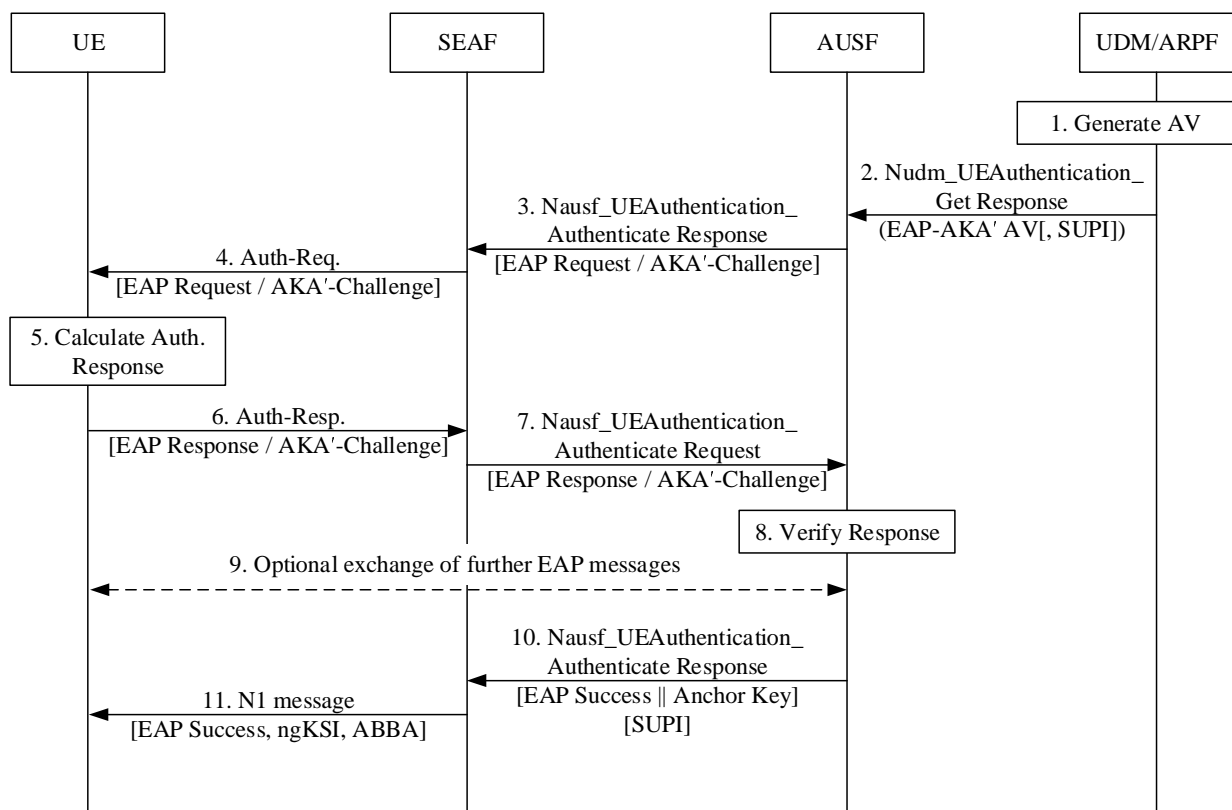 UE
SEAF
AUSF
UDM/ARPF
1. Generate AV
2. Nudm_UEAuthentication_
Get Response
(EAP-AKA′ AV[, SUPI])
3. Nausf_UEAuthentication_
Authenticate Response
[EAP Request / AKA′-Challenge]
4. Auth-Req.
[EAP Request / AKA′-Challenge]
5. Calculate Auth.
Response
6. Auth-Resp.
[EAP Response / AKA′-Challenge]
7. Nausf_UEAuthentication_
Authenticate Request
[EAP Response / AKA′-Challenge]
8. Verify Response
9. Optional exchange of further EAP messages
10. Nausf_UEAuthentication_
Authenticate Response
[EAP Success || Anchor Key]
[SUPI]
11. N1 message
[EAP Success, ngKSI, ABBA]